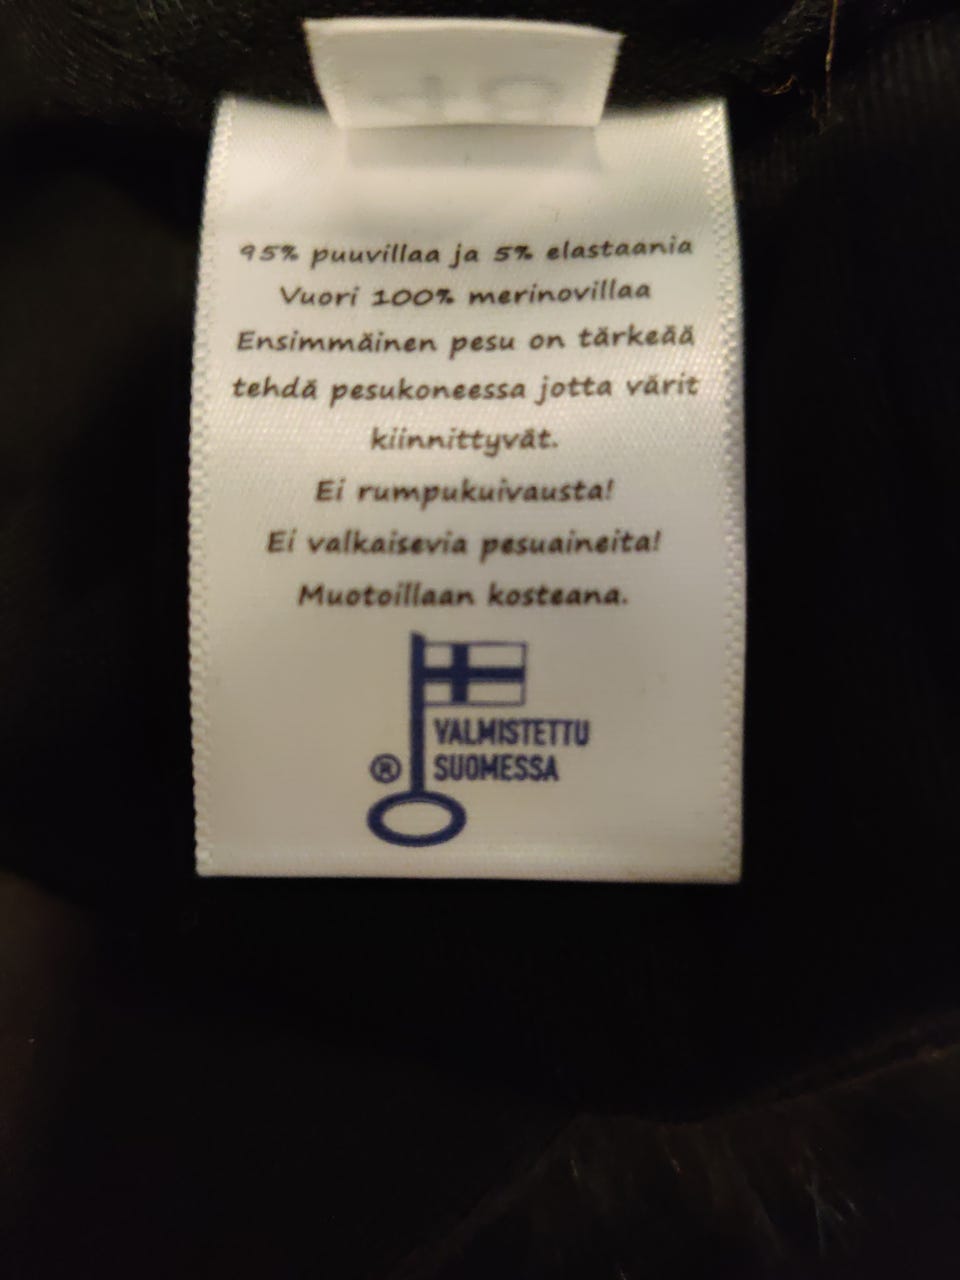 95% puuvillaa ja 5% elastaania
Vuori 100% merinovillaa
Ensimmäinen pesu on tärkeää
tehdä pesukoneessa jotta värit
kiinnittyvät.
Ei rumpukuivausta!
Ei valkaisevia pesuaineita!
Muotoillaan kosteana.
VALMISTETTU
® SUOMESSA